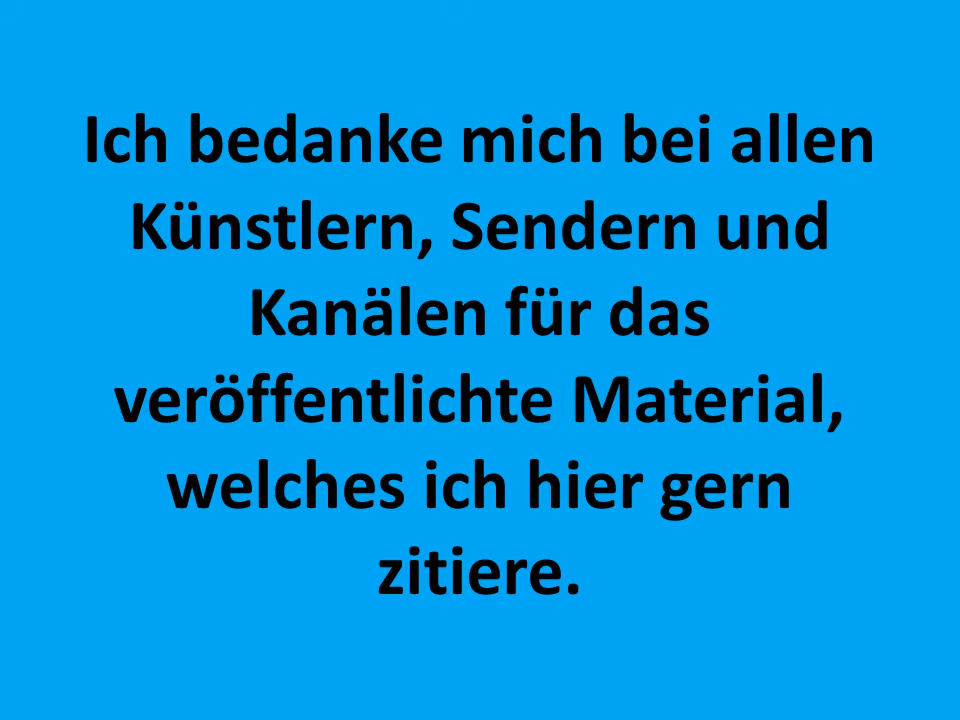 Ich bedanke mich bei allen
Künstlern, Sendern und
Kanälen für das
veröffentlichte Material,
welches ich hier gern
zitiere.